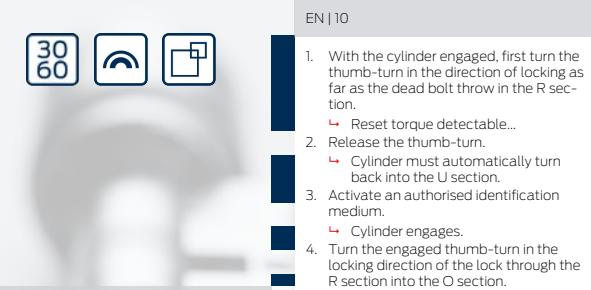 30
60
EN | 10
1. With the cylinder engaged, first turn the
thumb-turn in the direction of locking as
far as the dead bolt throw in the R sec-
tion.
↳ Reset torque detectable...
2. Release the thumb-turn.
↳ Cylinder must automatically turn
back into the U section.
3. Activate an authorised identification
medium.
↳ Cylinder engages.
4. Turn the engaged thumb-turn in the
locking direction of the lock through the
R section into the O section.